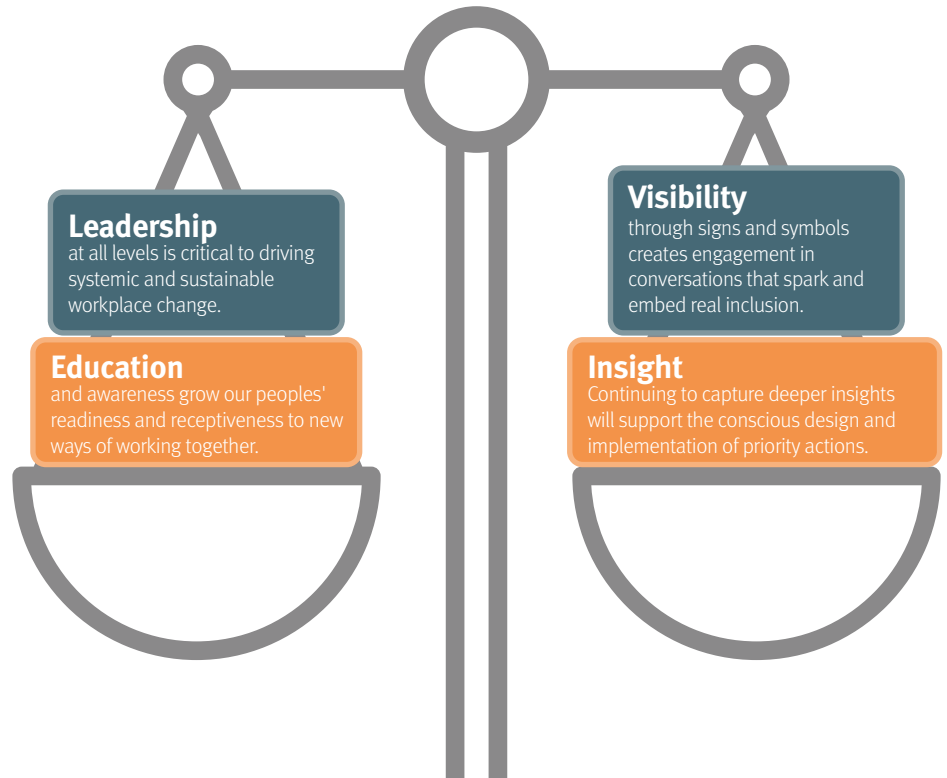 Leadership
at all levels is critical to driving
systemic and sustainable
workplace change.
Education
and awareness grow our peoples'
readiness and receptiveness to new
ways of working together.
Visibility
through signs and symbols
creates engagement in
conversations that spark and
embed real inclusion.
Insight
Continuing to capture deeper insights
will support the conscious design and
implementation of priority actions.